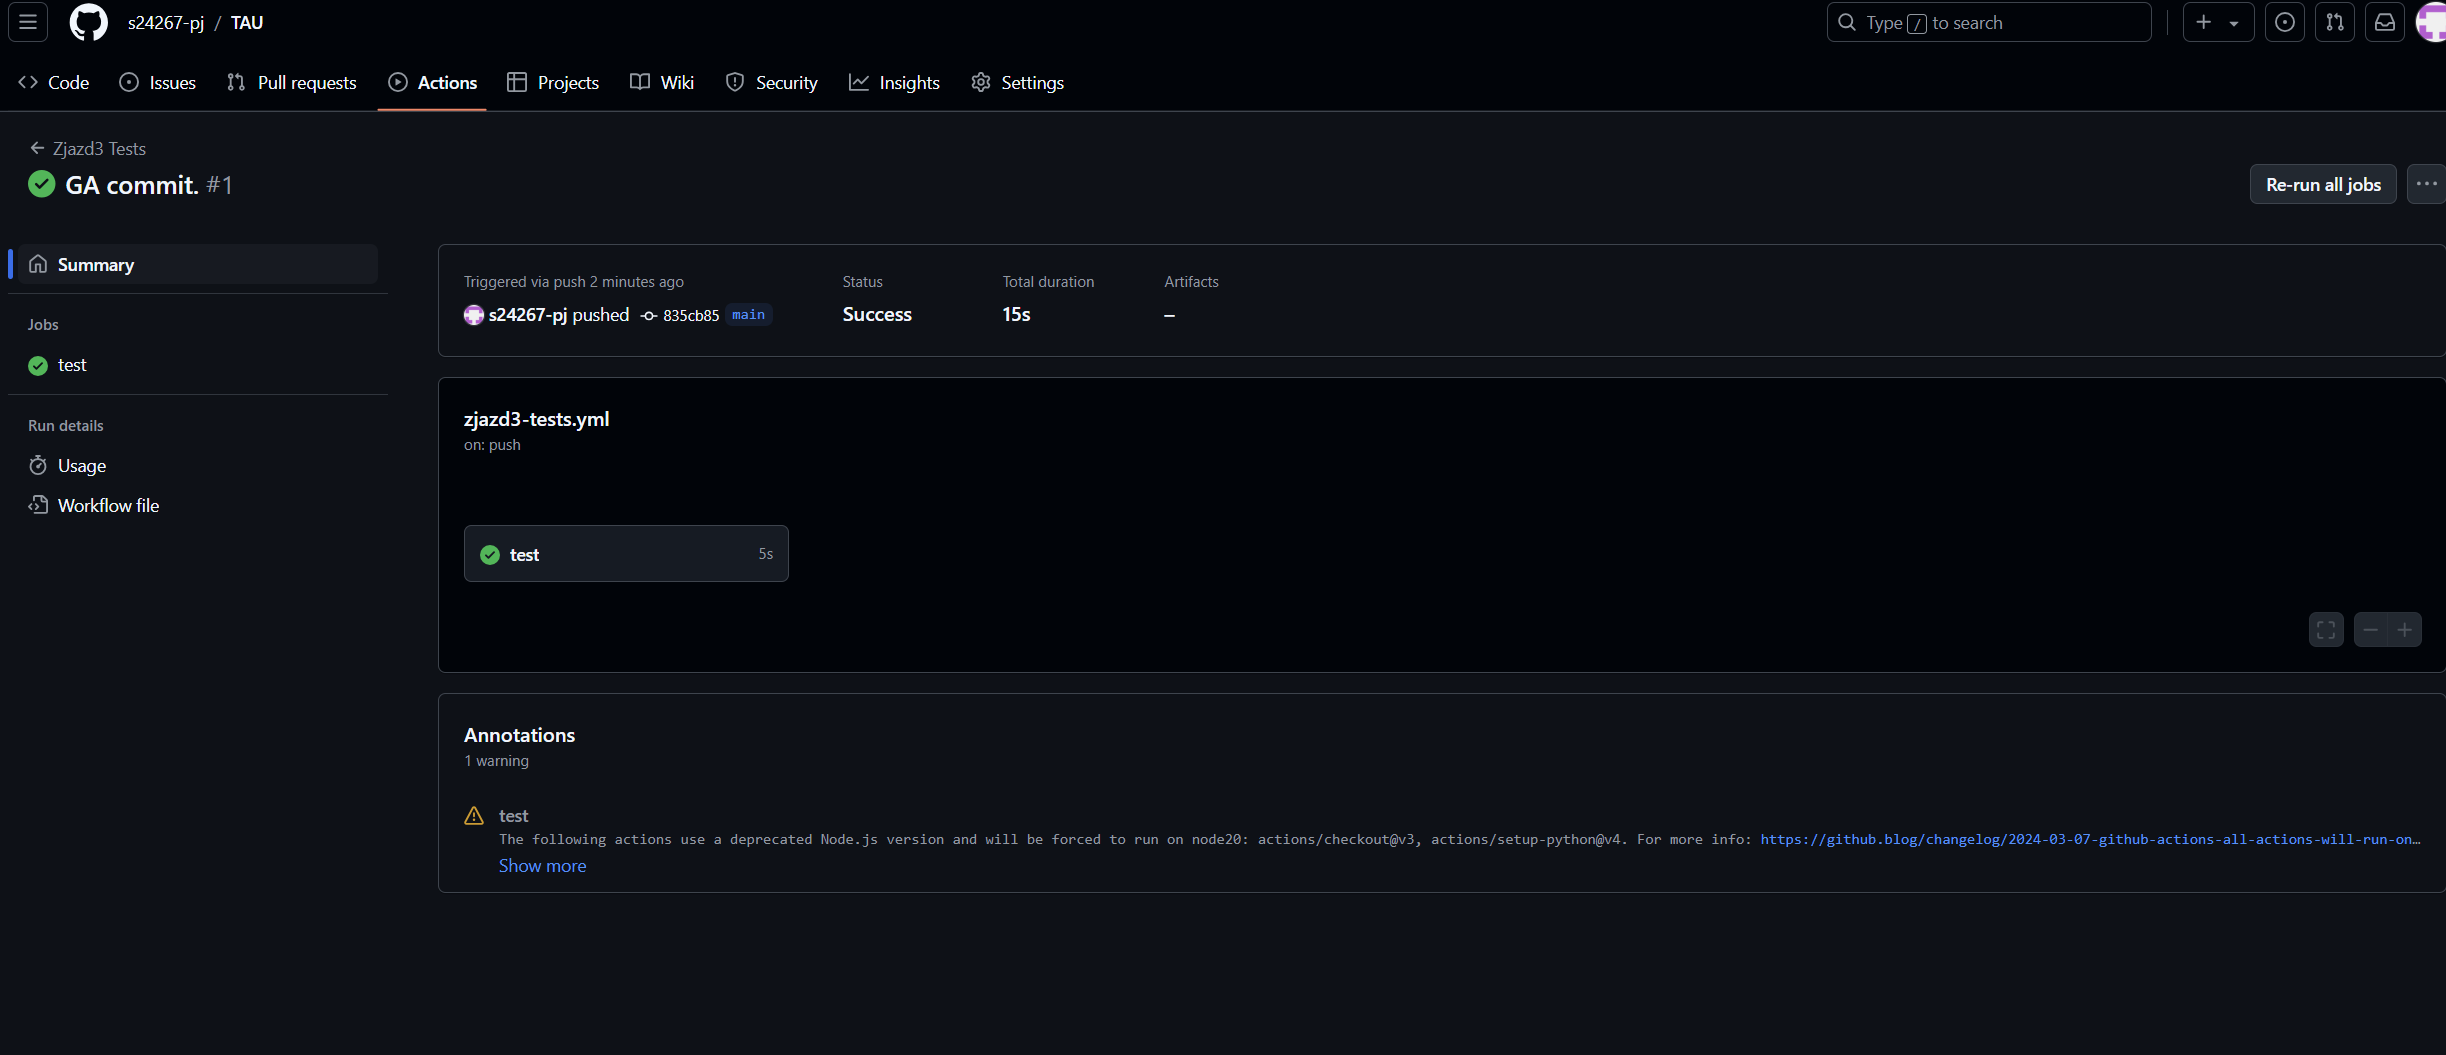 s24267-pj / TAU
Type / to search
Code Issues Pull requests Actions Projects Wiki Security Insights Settings
Zjazd3 Tests
GA commit. #1
Re-run all jobs
Summary
Jobs
test
Run details
Usage
Workflow file
Triggered via push 2 minutes ago
s24267-pj pushed 835cb85 main
Status
Success
Total duration
15s
Artifacts
–
zjazd3-tests.yml
on: push
test 5s
Annotations
1 warning
test
The following actions use a deprecated Node.js version and will be forced to run on node20: actions/checkout@v3, actions/setup-python@v4. For more info: https://github.blog/changelog/2024-03-07-github-actions-all-actions-will-run-on…
Show more